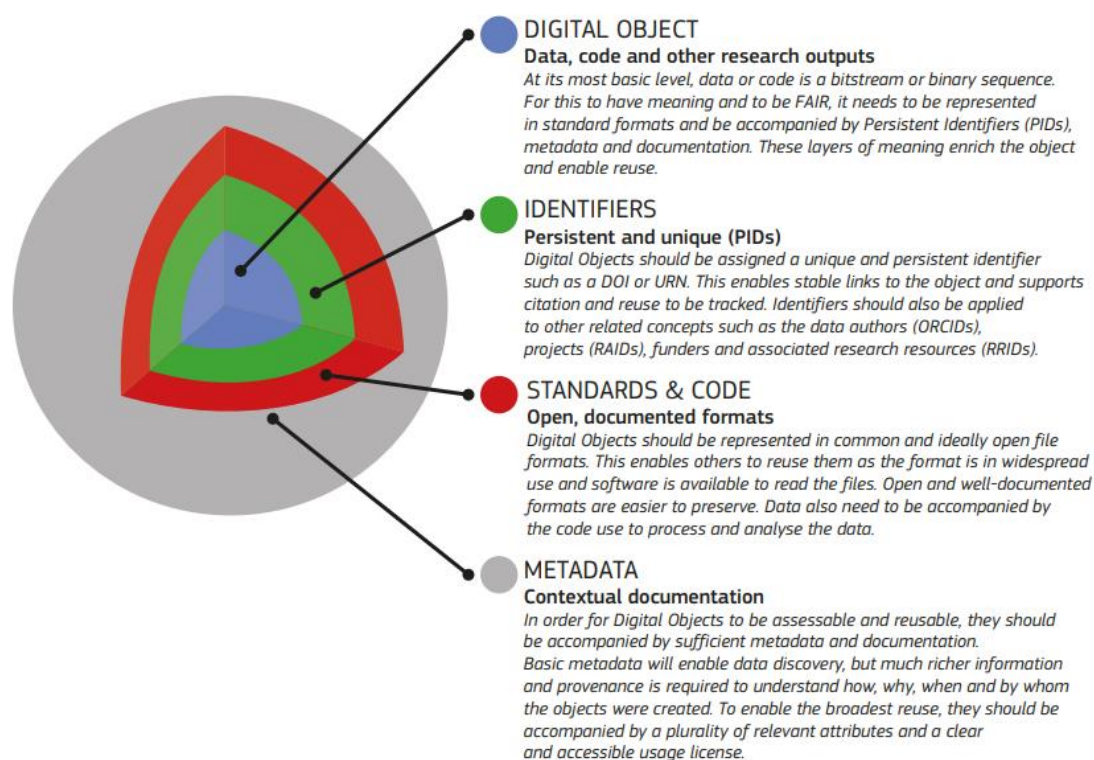 DIGITAL OBJECT
Data, code and other research outputs
At its most basic level, data or code is a bitstream or binary sequence.
For this to have meaning and to be FAIR, it needs to be represented
in standard formats and be accompanied by Persistent Identifiers (PIDs),
metadata and documentation. These layers of meaning enrich the object
and enable reuse.
IDENTIFIERS
Persistent and unique (PIDs)
Digital Objects should be assigned a unique and persistent identifier
such as a DOI or URN. This enables stable links to the object and supports
citation and reuse to be tracked. Identifiers should also be applied
to other related concepts such as the data authors (ORCIDs),
projects (RAIDs), funders and associated research resources (RRIDs).
STANDARDS & CODE
Open, documented formats
Digital Objects should be represented in common and ideally open file
formats. This enables others to reuse them as the format is in widespread
use and software is available to read the files. Open and well-documented
formats are easier to preserve. Data also need to be accompanied by
the code use to process and analyse the data.
METADATA
Contextual documentation
In order for Digital Objects to be assessable and reusable, they should
be accompanied by sufficient metadata and documentation.
Basic metadata will enable data discovery, but much richer information
and provenance is required to understand how, why, when and by whom
the objects were created. To enable the broadest reuse, they should be
accompanied by a plurality of relevant attributes and a clear
and accessible usage license.